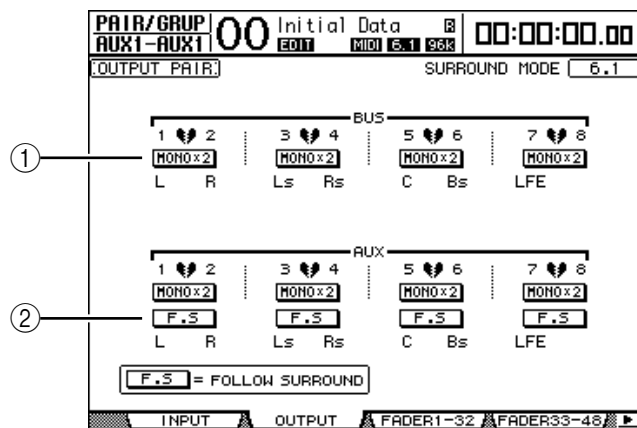 PAIR/GRUP 00 Initial Data R 00:00:00.00
AUX1-AUX1 EDIT MIDI 6.1 96K
OUTPUT PAIR SURROUND MODE 6.1
BUS
1 2 3 4 5 6 7 8
① MONO×2 MONO×2 MONO×2 MONO×2
L R Ls Rs C Bs LFE
AUX
1 2 3 4 5 6 7 8
MONO×2 MONO×2 MONO×2 MONO×2
② F.S F.S F.S F.S
L R Ls Rs C Bs LFE
F.S = FOLLOW SURROUND
INPUT OUTPUT FADER1-32 FADER33-48